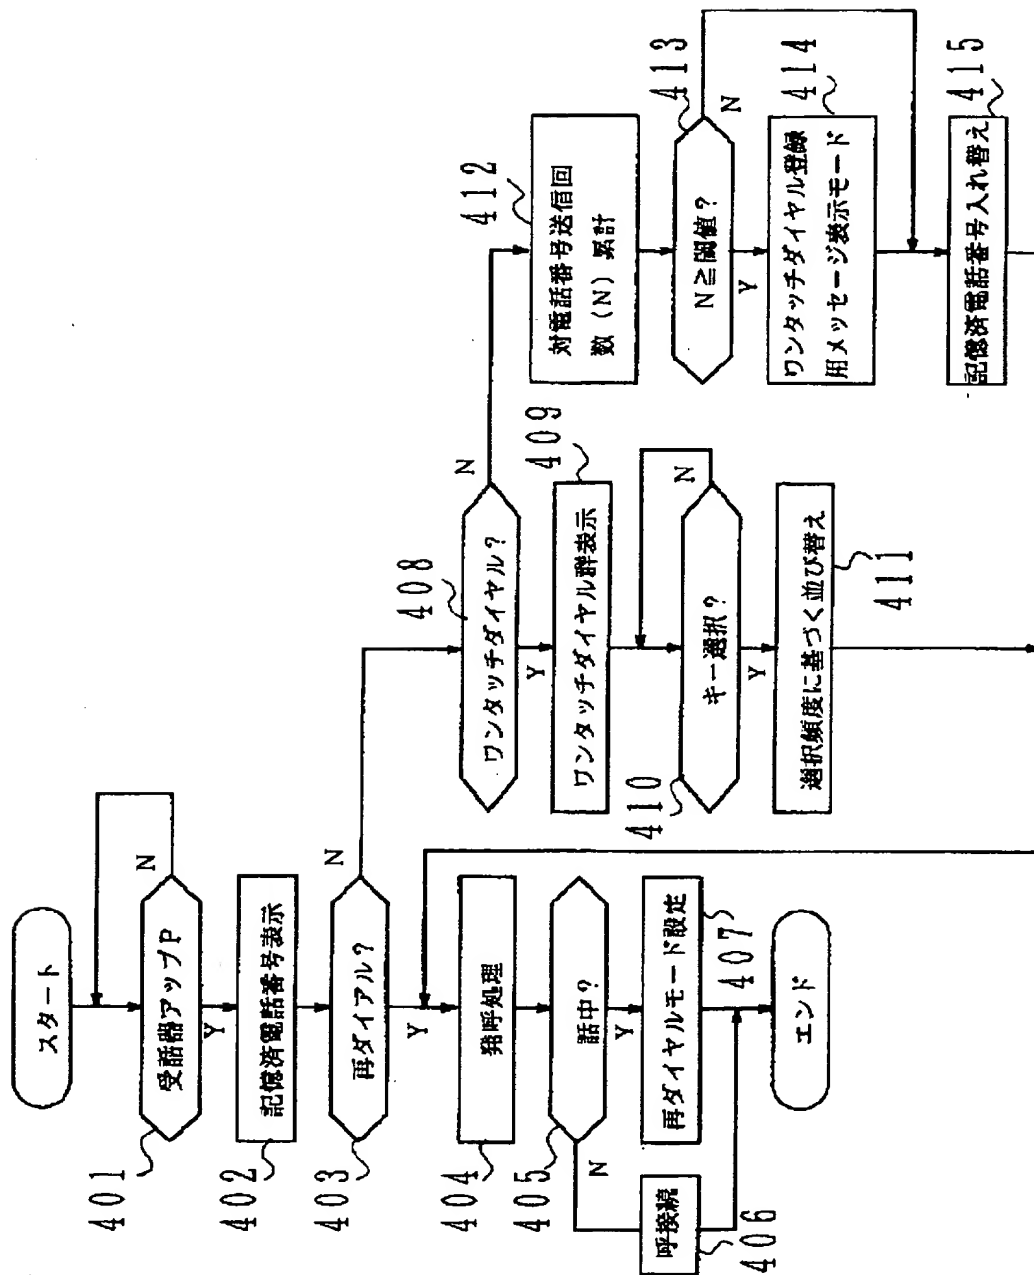 スタート
401
受話器アップP
N
Y
402
記憶済電話番号表示
403
再ダイアル？
N
Y
404
発呼処理
405
話中？
N
Y
406
呼接続
407
再ダイヤルモード設定
エンド
408
ワンタッチダイヤル？
N
Y
409
ワンタッチダイヤル群表示
410
キー選択？
N
Y
411
選択頻度に基づく並び替え
412
対電話番号送信回
数（N）累計
413
N≧閾値？
N
Y
414
ワンタッチダイヤル登録
用メッセージ表示モード
415
記憶済電話番号入れ替え